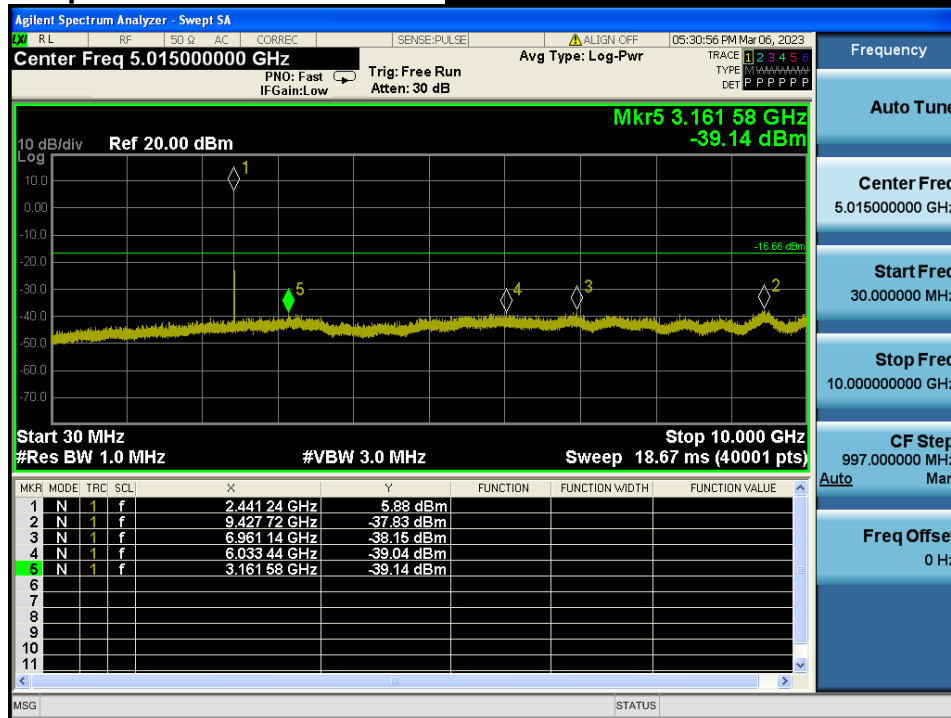 Agilent Spectrum Analyzer - Swept SA
LXI RL RF 50 Ω AC CORREC SENSE:PULSE ALIGN OFF 05:30:56 PM Mar 06, 2023
Center Freq 5.015000000 GHz
PNO: Fast
IFGain:Low
Trig: Free Run
Atten: 30 dB
Avg Type: Log-Pwr
TRACE 1 2 3 4 5 6
TYPE M
DET P P P P P P
Mkr5 3.161 58 GHz
-39.14 dBm
10 dB/div Ref 20.00 dBm
Log
10.0
0.00
-10.0
-20.0
-30.0
-40.0
-50.0
-60.0
-70.0
1
-16.66 dBm
5
4
3
2
Start 30 MHz Stop 10.000 GHz
#Res BW 1.0 MHz #VBW 3.0 MHz Sweep 18.67 ms (40001 pts)
MKR MODE TRC SCL X Y FUNCTION FUNCTION WIDTH FUNCTION VALUE
1 N 1 f 2.441 24 GHz 5.88 dBm
2 N 1 f 9.427 72 GHz -37.83 dBm
3 N 1 f 6.961 14 GHz -38.15 dBm
4 N 1 f 6.033 44 GHz -39.04 dBm
5 N 1 f 3.161 58 GHz -39.14 dBm
6
7
8
9
10
11
MSG STATUS
Frequency
Auto Tune
Center Freq
5.015000000 GHz
Start Freq
30.000000 MHz
Stop Freq
10.000000000 GHz
CF Step
997.000000 MHz
Auto Man
Freq Offset
0 Hz